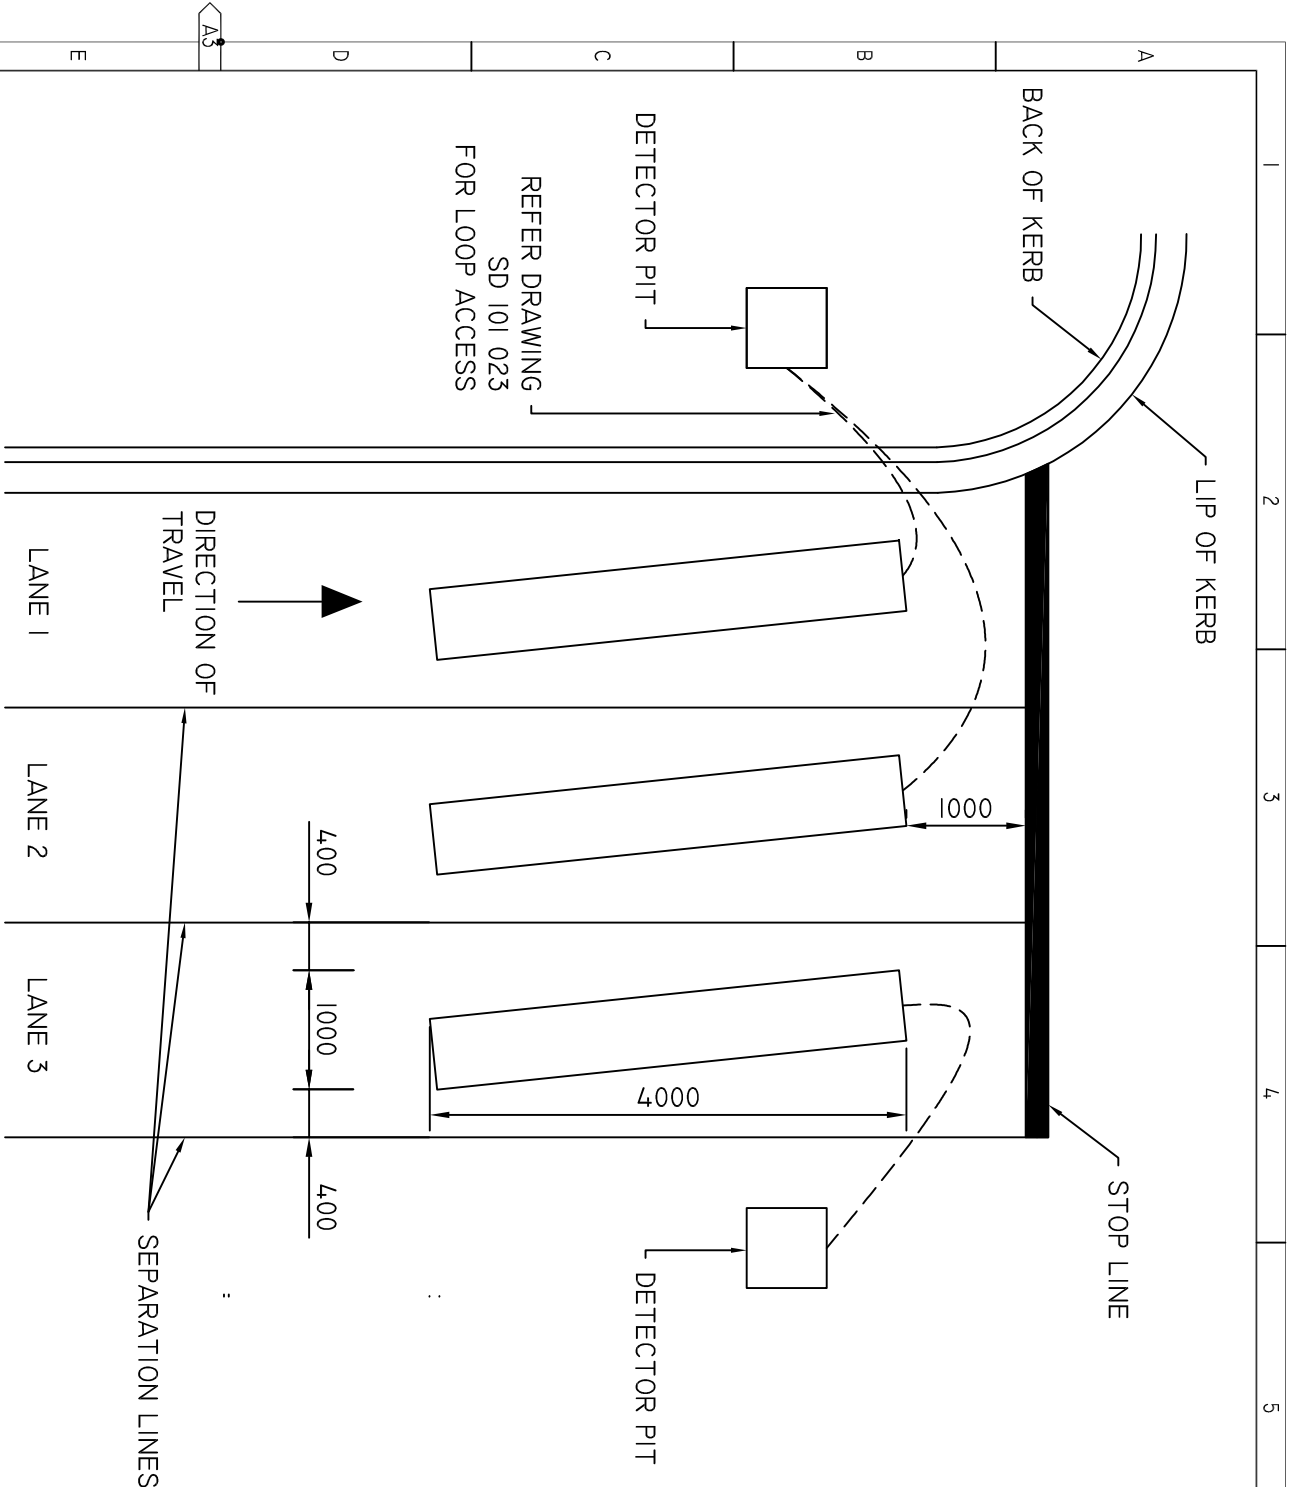 1
2
3
4
5
A
B
C
D
E
A3
BACK OF KERB
LIP OF KERB
STOP LINE
DETECTOR PIT
REFER DRAWING
SD 101 023
FOR LOOP ACCESS
1000
4000
DETECTOR PIT
400
1000
400
DIRECTION OF
TRAVEL
SEPARATION LINES
LANE 1
LANE 2
LANE 3